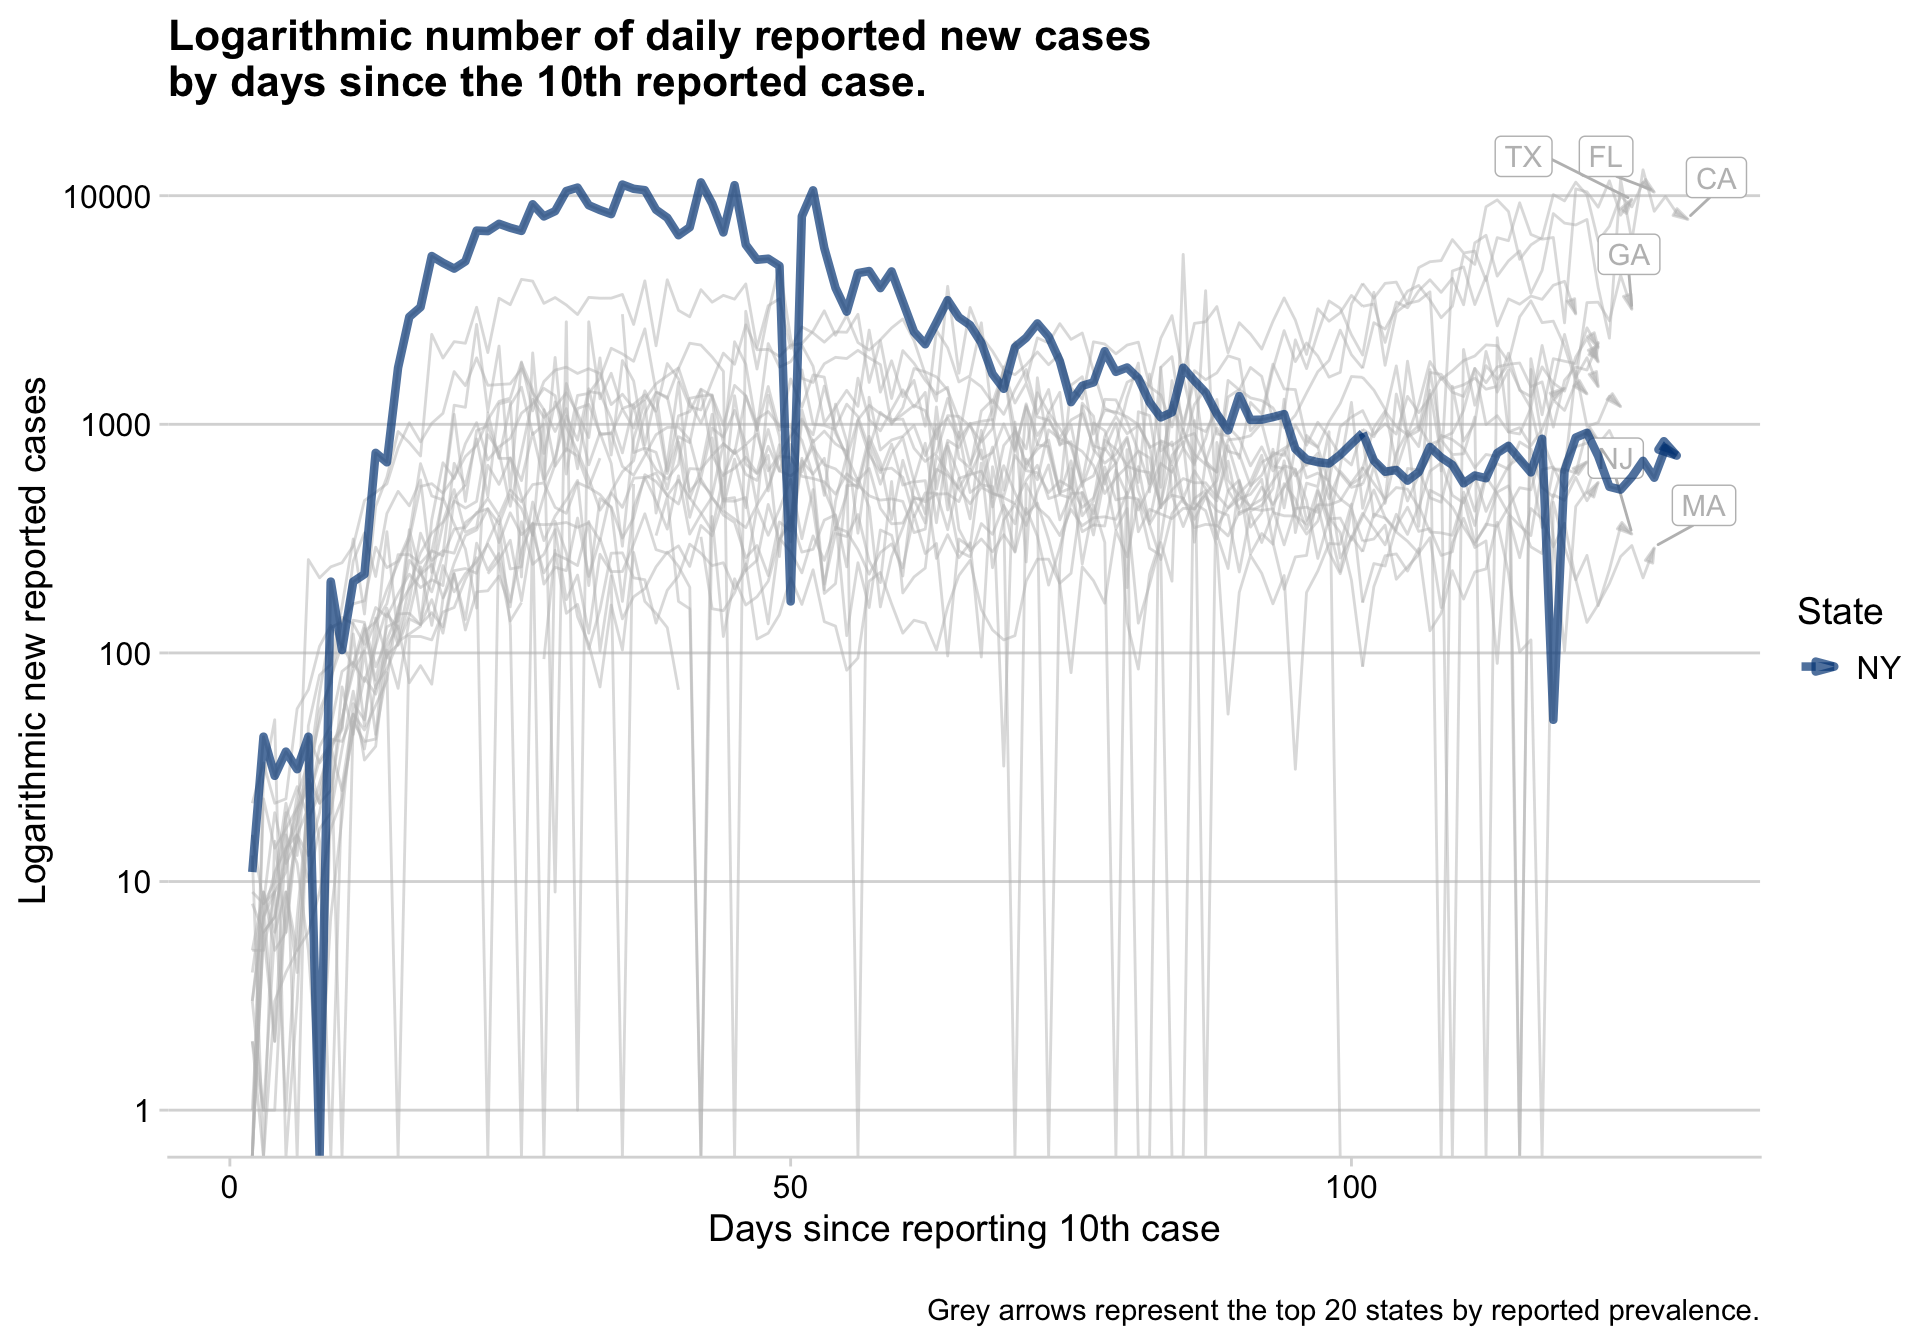 Logarithmic number of daily reported new cases
by days since the 10th reported case.
TX
FL
CA
10000
GA
1000
NJ
MA
100
10
1
Logarithmic new reported cases
State
NY
0
50
100
Days since reporting 10th case
Grey arrows represent the top 20 states by reported prevalence.